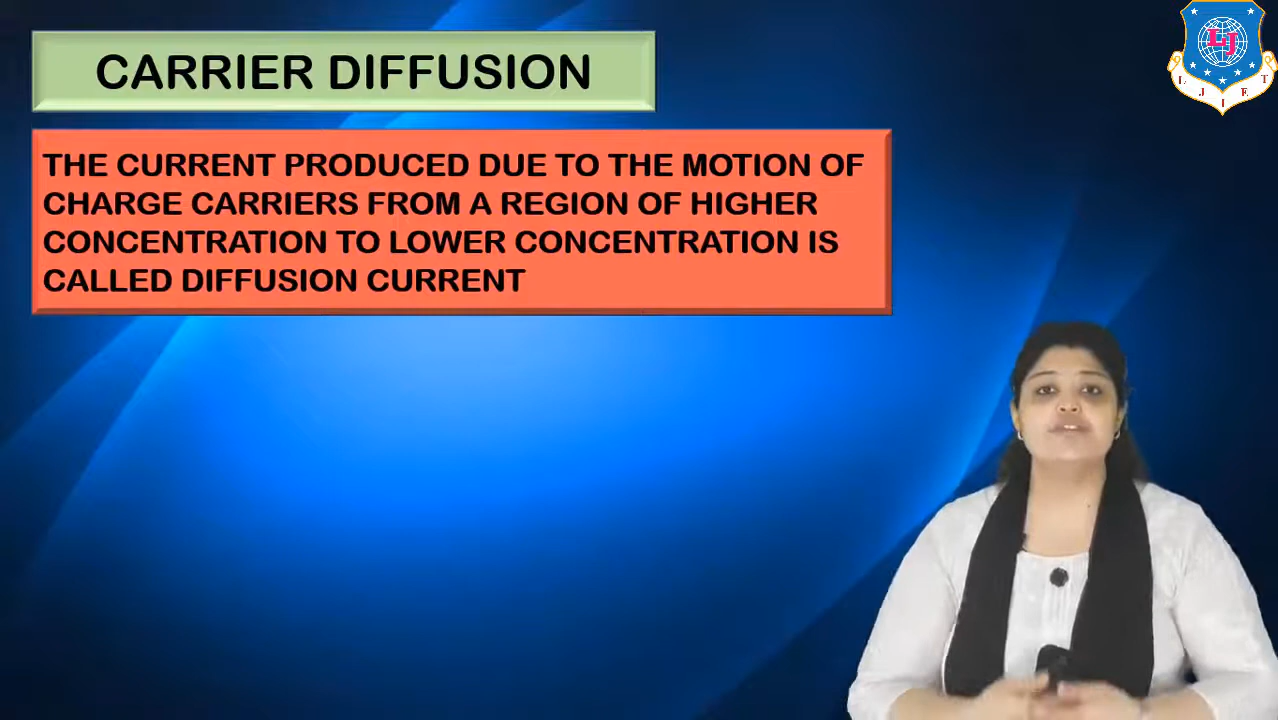 CARRIER DIFFUSION
THE CURRENT PRODUCED DUE TO THE MOTION OF
CHARGE CARRIERS FROM A REGION OF HIGHER
CONCENTRATION TO LOWER CONCENTRATION IS
CALLED DIFFUSION CURRENT
LJ
L J I E T